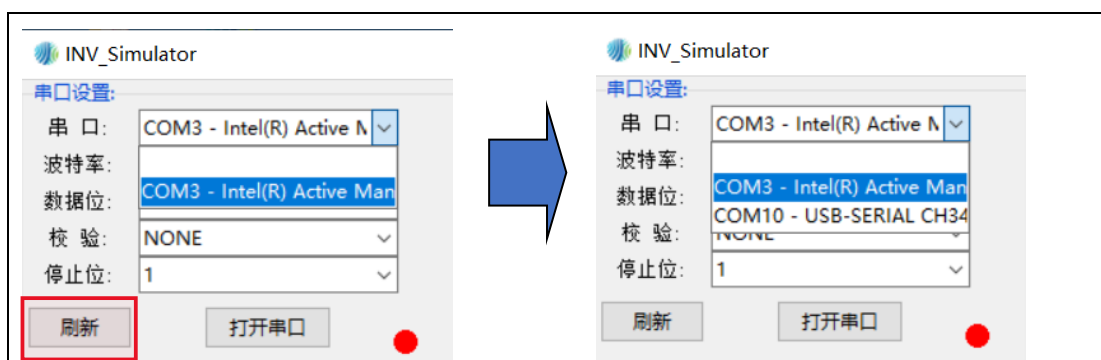 INV_Simulator
串口设置:
串 口:
COM3 - Intel(R) Active M
波特率:
COM3 - Intel(R) Active Man
数据位:
校 验:
NONE
停止位:
1
刷新
打开串口
INV_Simulator
串口设置:
串 口:
COM3 - Intel(R) Active M
波特率:
COM3 - Intel(R) Active Man
数据位:
COM10 - USB-SERIAL CH34
校 验:
NONE
停止位:
1
刷新
打开串口